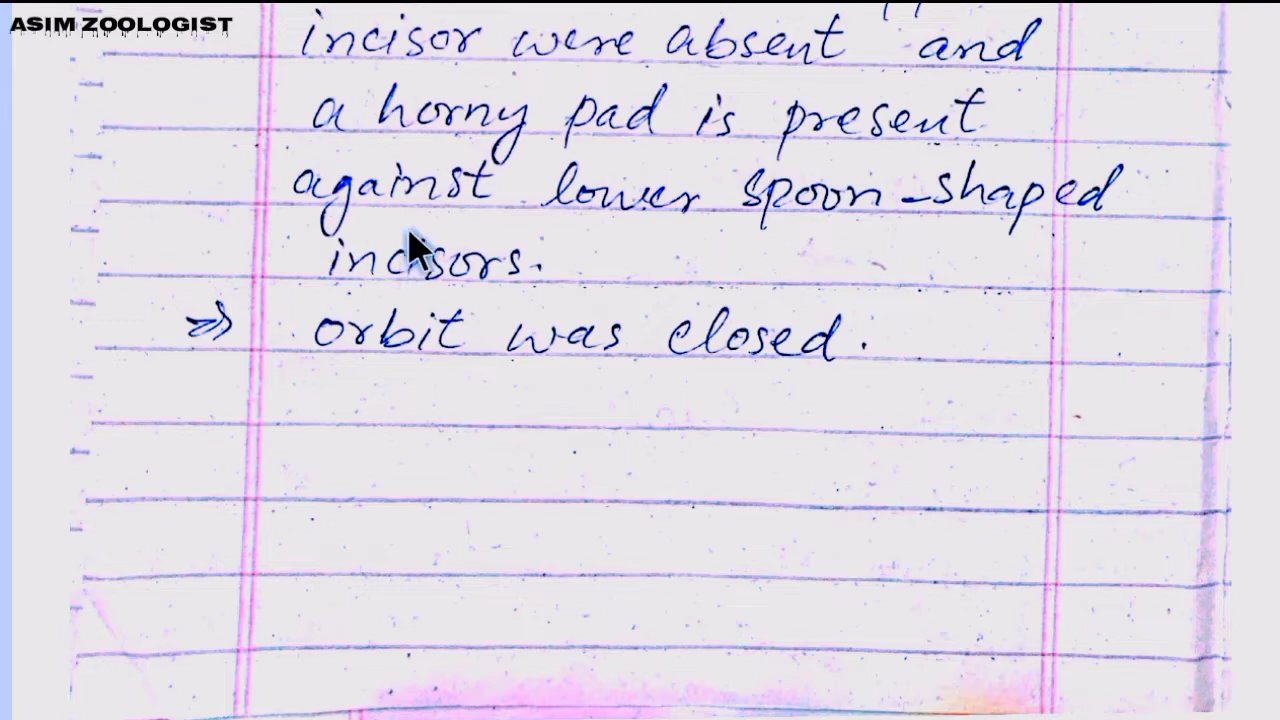 ASIM ZOOLOGIST
incisor were absent and
a horny pad is present
against lower spoon-shaped
incisors.
⇒ orbit was closed.